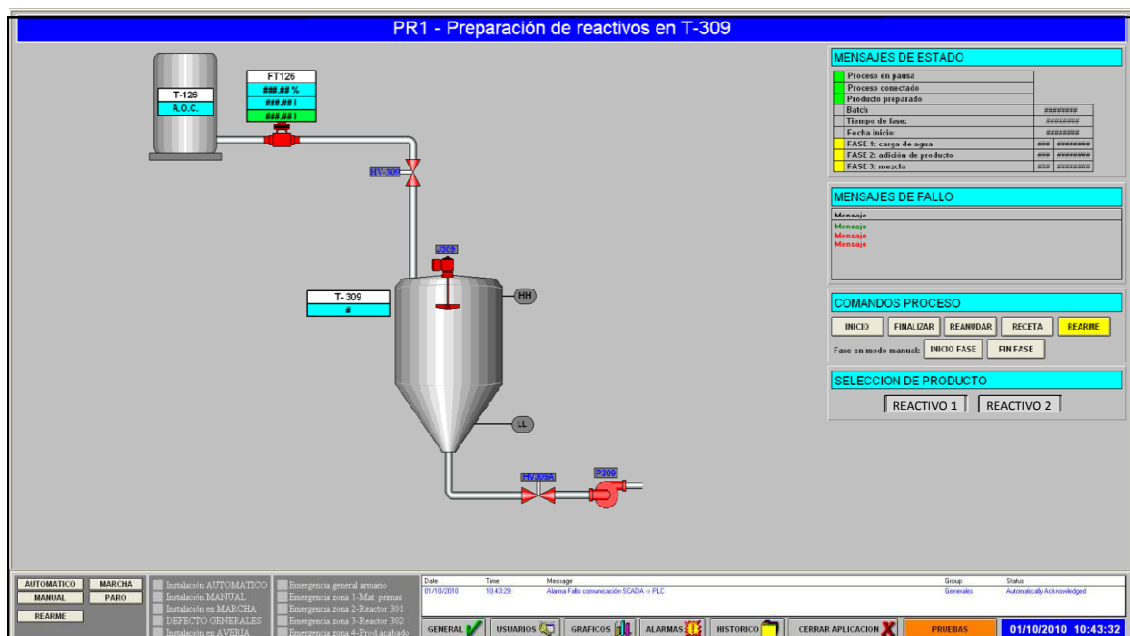 PR1 - Preparación de reactivos en T-309
T-126
A.O.C.
FT126
###.## %
###.## l
###.## l
HV-309
J309
T- 309
#
HH
LL
HV309A
P309
MENSAJES DE ESTADO
Proceso en pausa
Proceso conectado
Producto preparado
Batch ########
Tiempo de fase: ########
Fecha inicio: ########
FASE 1: carga de agua ### ########
FASE 2: adición de producto ### ########
FASE 3: mezcla ### ########
MENSAJES DE FALLO
Mensaje
Mensaje
Mensaje
Mensaje
COMANDOS PROCESO
INICIO FINALIZAR REANUDAR RECETA REARME
Fase en modo manual: INICIO FASE FIN FASE
SELECCION DE PRODUCTO
REACTIVO 1 REACTIVO 2
AUTOMATICO MARCHA
MANUAL PARO
REARME
Instalación AUTOMATICO
Instalación MANUAL
Instalación en MARCHA
DEFECTO GENERALES
Instalación en AVERIA
Emergencia general armario
Emergencia zona 1-Mat. primas
Emergencia zona 2-Reactor 301
Emergencia zona 3-Reactor 302
Emergencia zona 4-Prod acabado
Date Time Message Group Status
01/10/2010 10:43:29 Alarma Fallo comunicación SCADA -> PLC Generales Automatically Acknowledged
GENERAL USUARIOS GRAFICOS ALARMAS HISTORICO CERRAR APLICACION PRUEBAS 01/10/2010 10:43:32